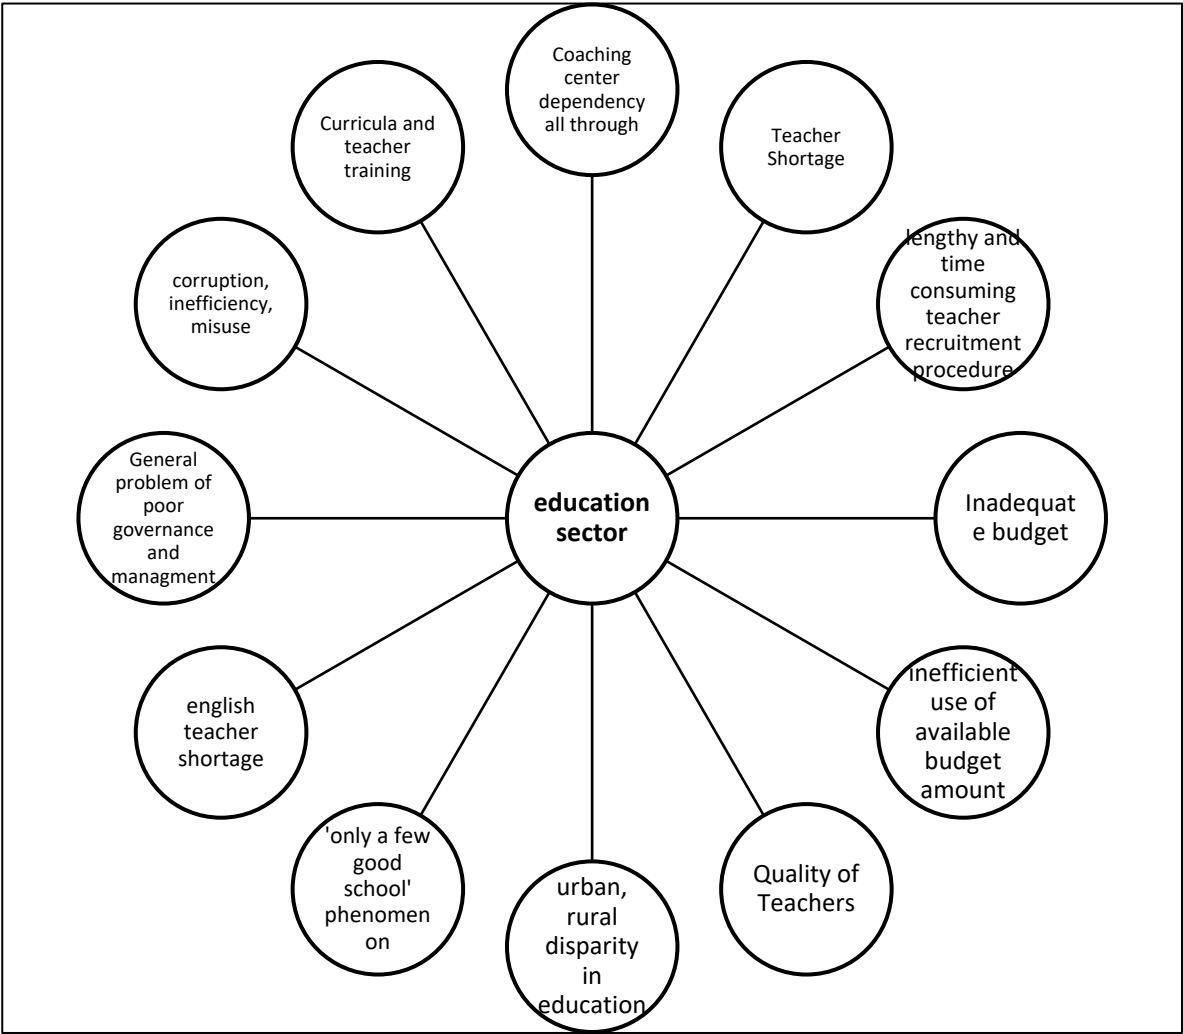 Coaching
center
dependency
all through
Teacher
Shortage
lengthy and
time
consuming
teacher
recruitment
procedure
Inadequat
e budget
inefficient
use of
available
budget
amount
Quality of
Teachers
urban,
rural
disparity
in
education
'only a few
good
school'
phenomen
on
english
teacher
shortage
General
problem of
poor
governance
and
managment
corruption,
inefficiency,
misuse
Curricula and
teacher
training
education
sector